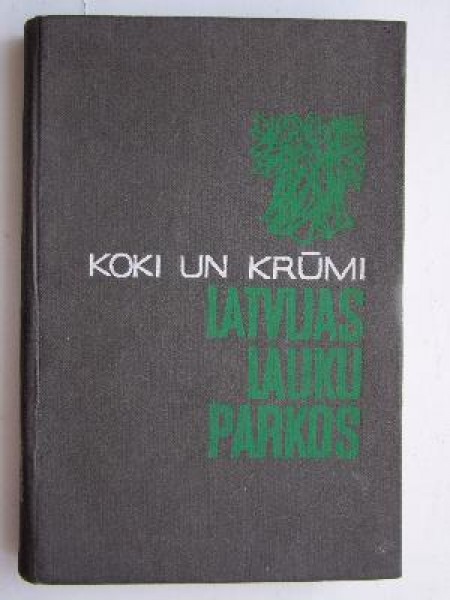 KOKI UN KRŪMI
LATVIJAS
LAUKU
PARKOS